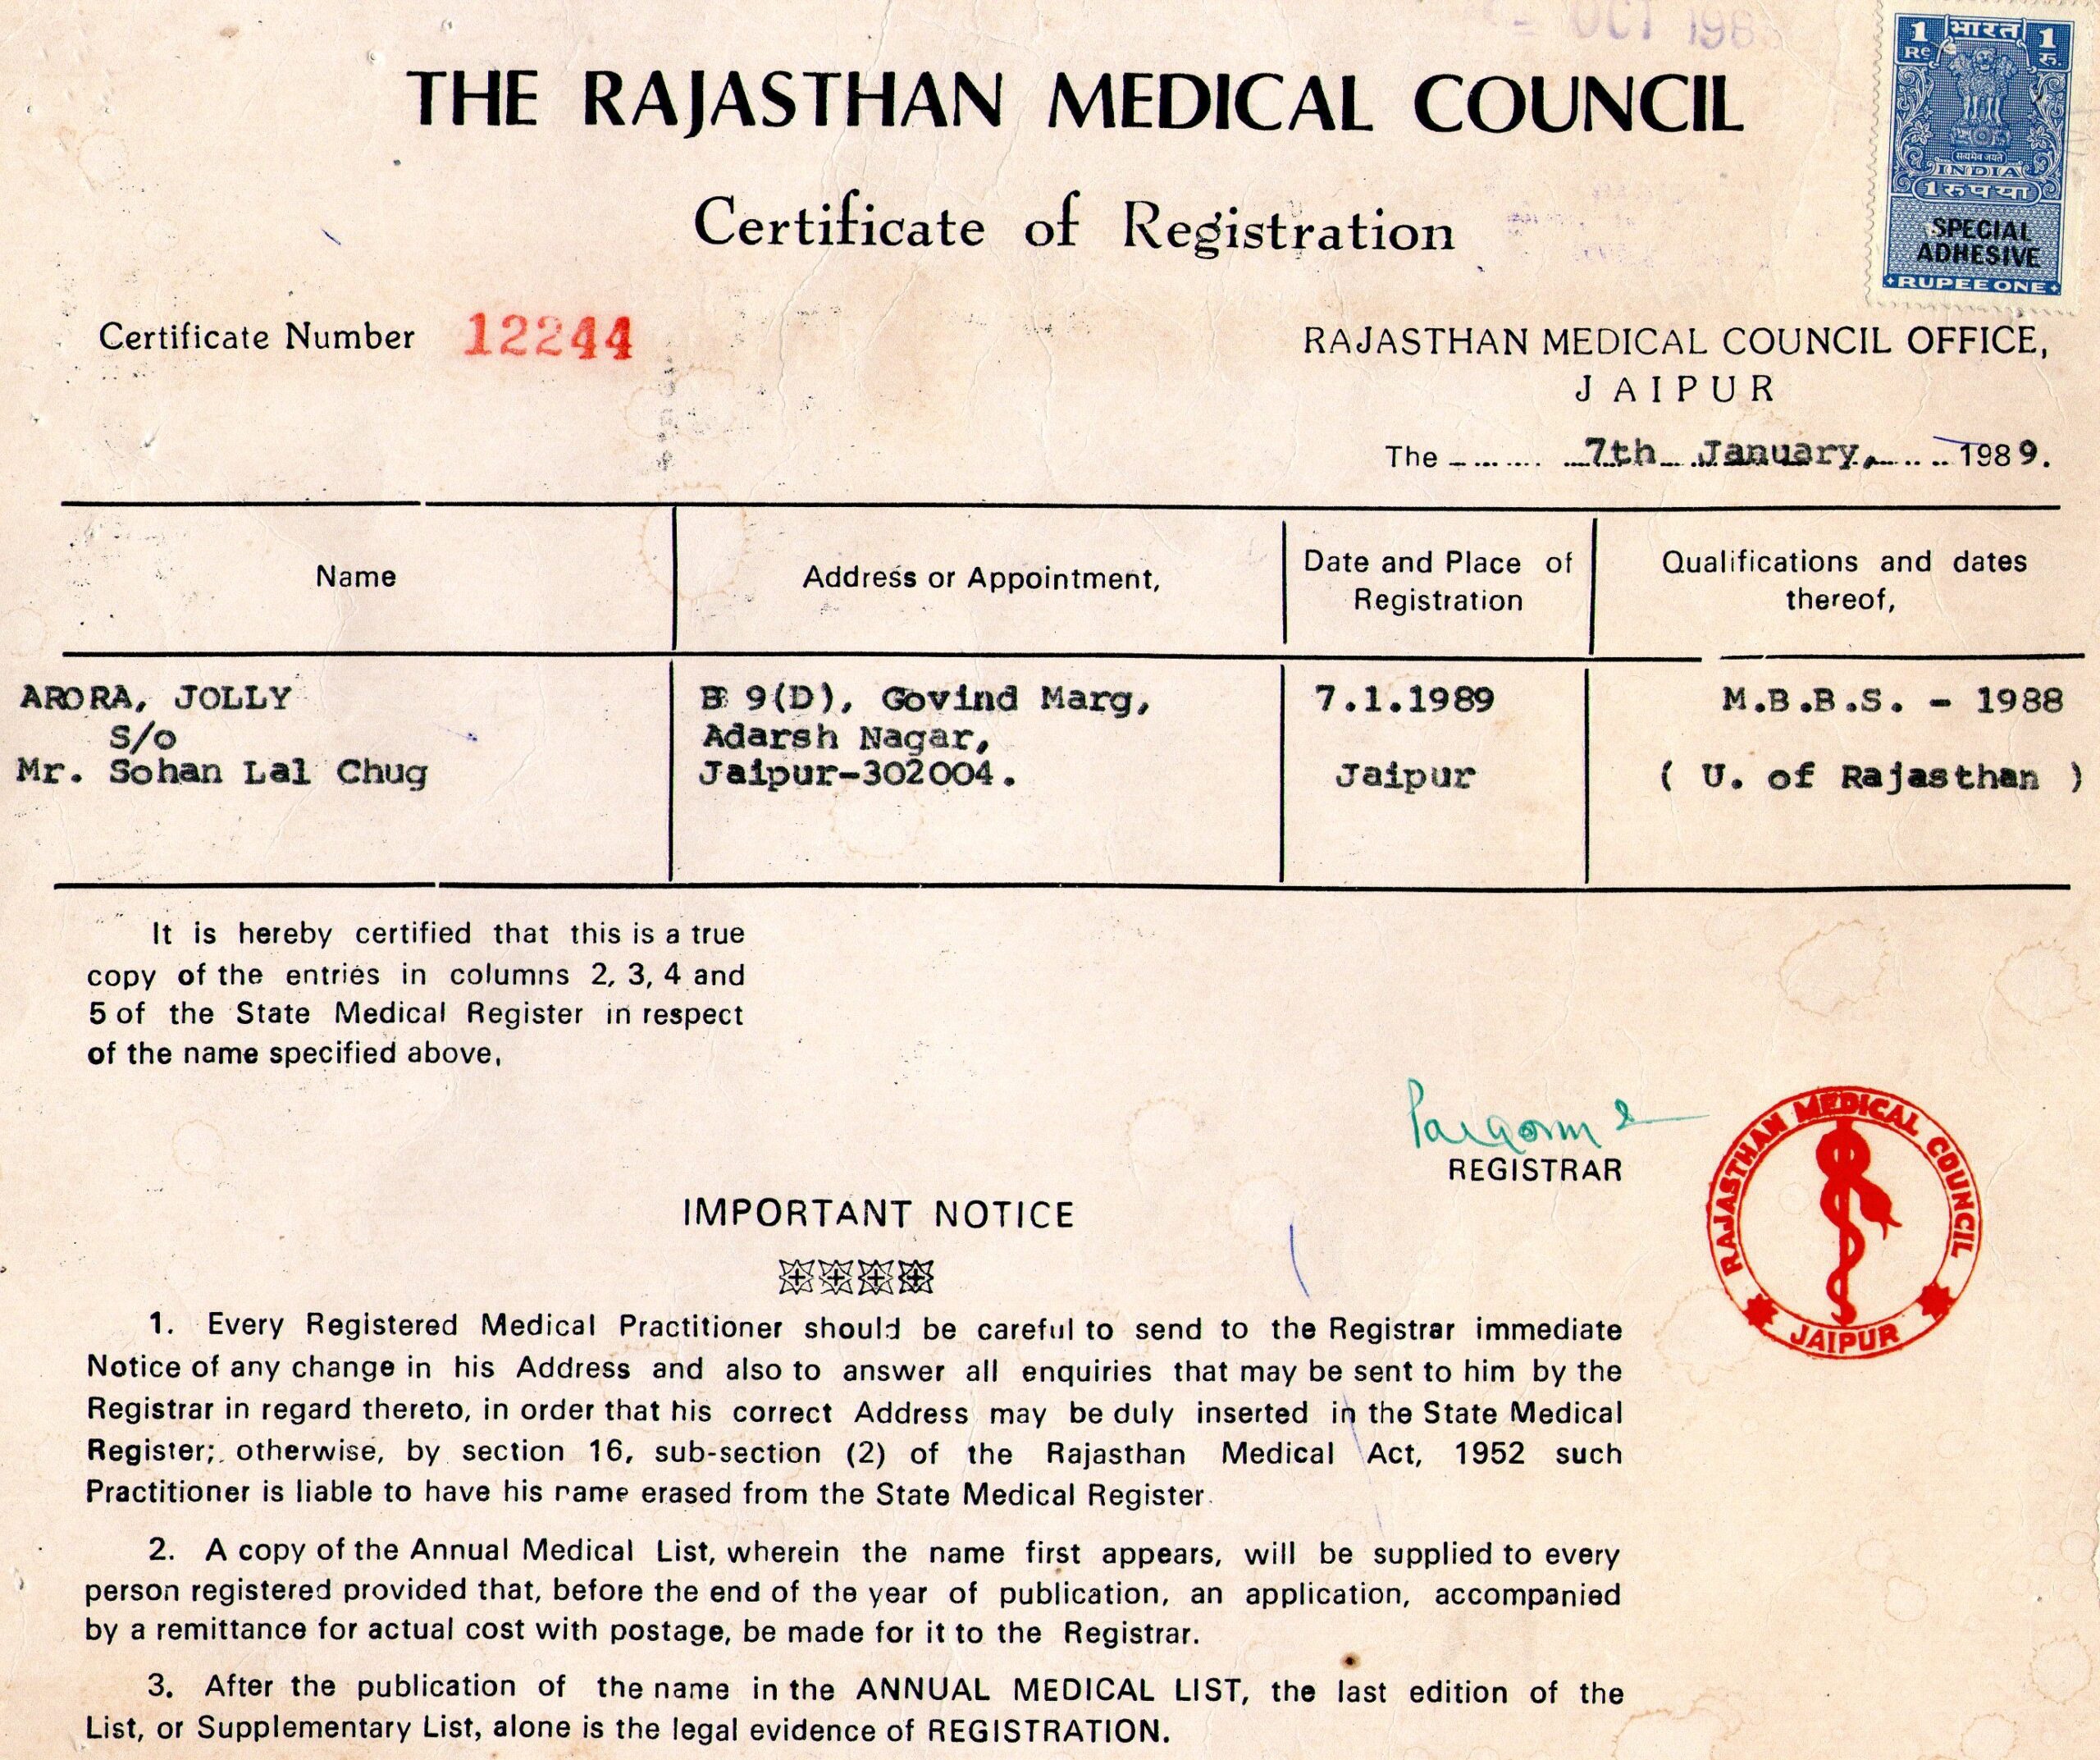 OCT 198
1 भारत 1
Re रु.
सत्यमेव जयते
INDIA
1 रुपया
SPECIAL
ADHESIVE
RUPEE ONE
THE RAJASTHAN MEDICAL COUNCIL
Certificate of Registration
Certificate Number 12244
RAJASTHAN MEDICAL COUNCIL OFFICE,
JAIPUR
The 7th January, 1989.
Name
Address or Appointment,
Date and Place of
Registration
Qualifications and dates
thereof,
ARORA, JOLLY
S/o
Mr. Sohan Lal Chug
B 9(D), Govind Marg,
Adarsh Nagar,
Jaipur-302004.
7.1.1989
Jaipur
M.B.B.S. - 1988
( U. of Rajasthan )
It is hereby certified that this is a true
copy of the entries in columns 2, 3, 4 and
5 of the State Medical Register in respect
of the name specified above,
REGISTRAR
RAJASTHAN MEDICAL COUNCIL
JAIPUR
IMPORTANT NOTICE
1. Every Registered Medical Practitioner should be careful to send to the Registrar immediate
Notice of any change in his Address and also to answer all enquiries that may be sent to him by the
Registrar in regard thereto, in order that his correct Address may be duly inserted in the State Medical
Register; otherwise, by section 16, sub-section (2) of the Rajasthan Medical Act, 1952 such
Practitioner is liable to have his name erased from the State Medical Register.
2. A copy of the Annual Medical List, wherein the name first appears, will be supplied to every
person registered provided that, before the end of the year of publication, an application, accompanied
by a remittance for actual cost with postage, be made for it to the Registrar.
3. After the publication of the name in the ANNUAL MEDICAL LIST, the last edition of the
List, or Supplementary List, alone is the legal evidence of REGISTRATION.